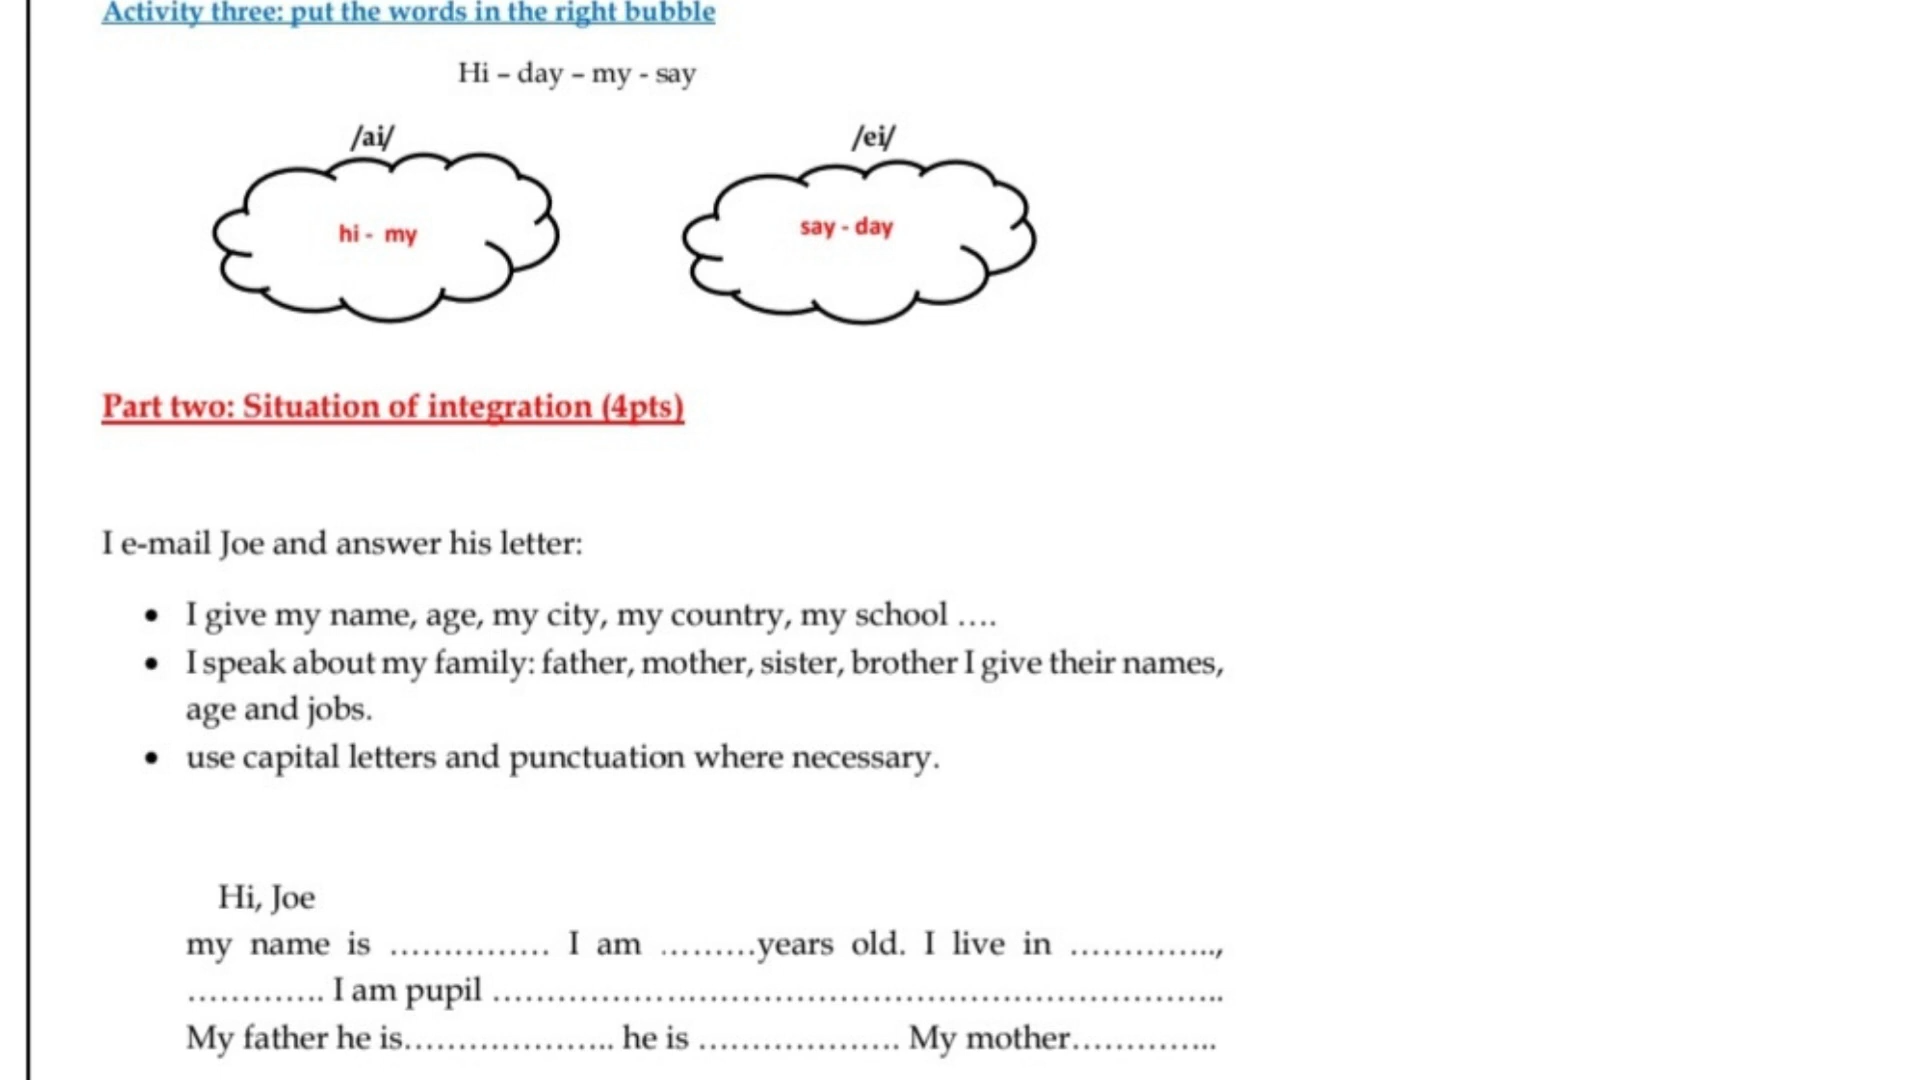 Activity three: put the words in the right bubble
Hi – day – my - say
/ai/ /ei/
hi - my say - day
Part two: Situation of integration (4pts)
I e-mail Joe and answer his letter:
• I give my name, age, my city, my country, my school ….
• I speak about my family: father, mother, sister, brother I give their names,
age and jobs.
• use capital letters and punctuation where necessary.
Hi, Joe
my name is …………… I am ………years old. I live in ………….., 
…………. I am pupil ………………………………………………………………..
My father he is………………….. he is ………………… My mother…………..